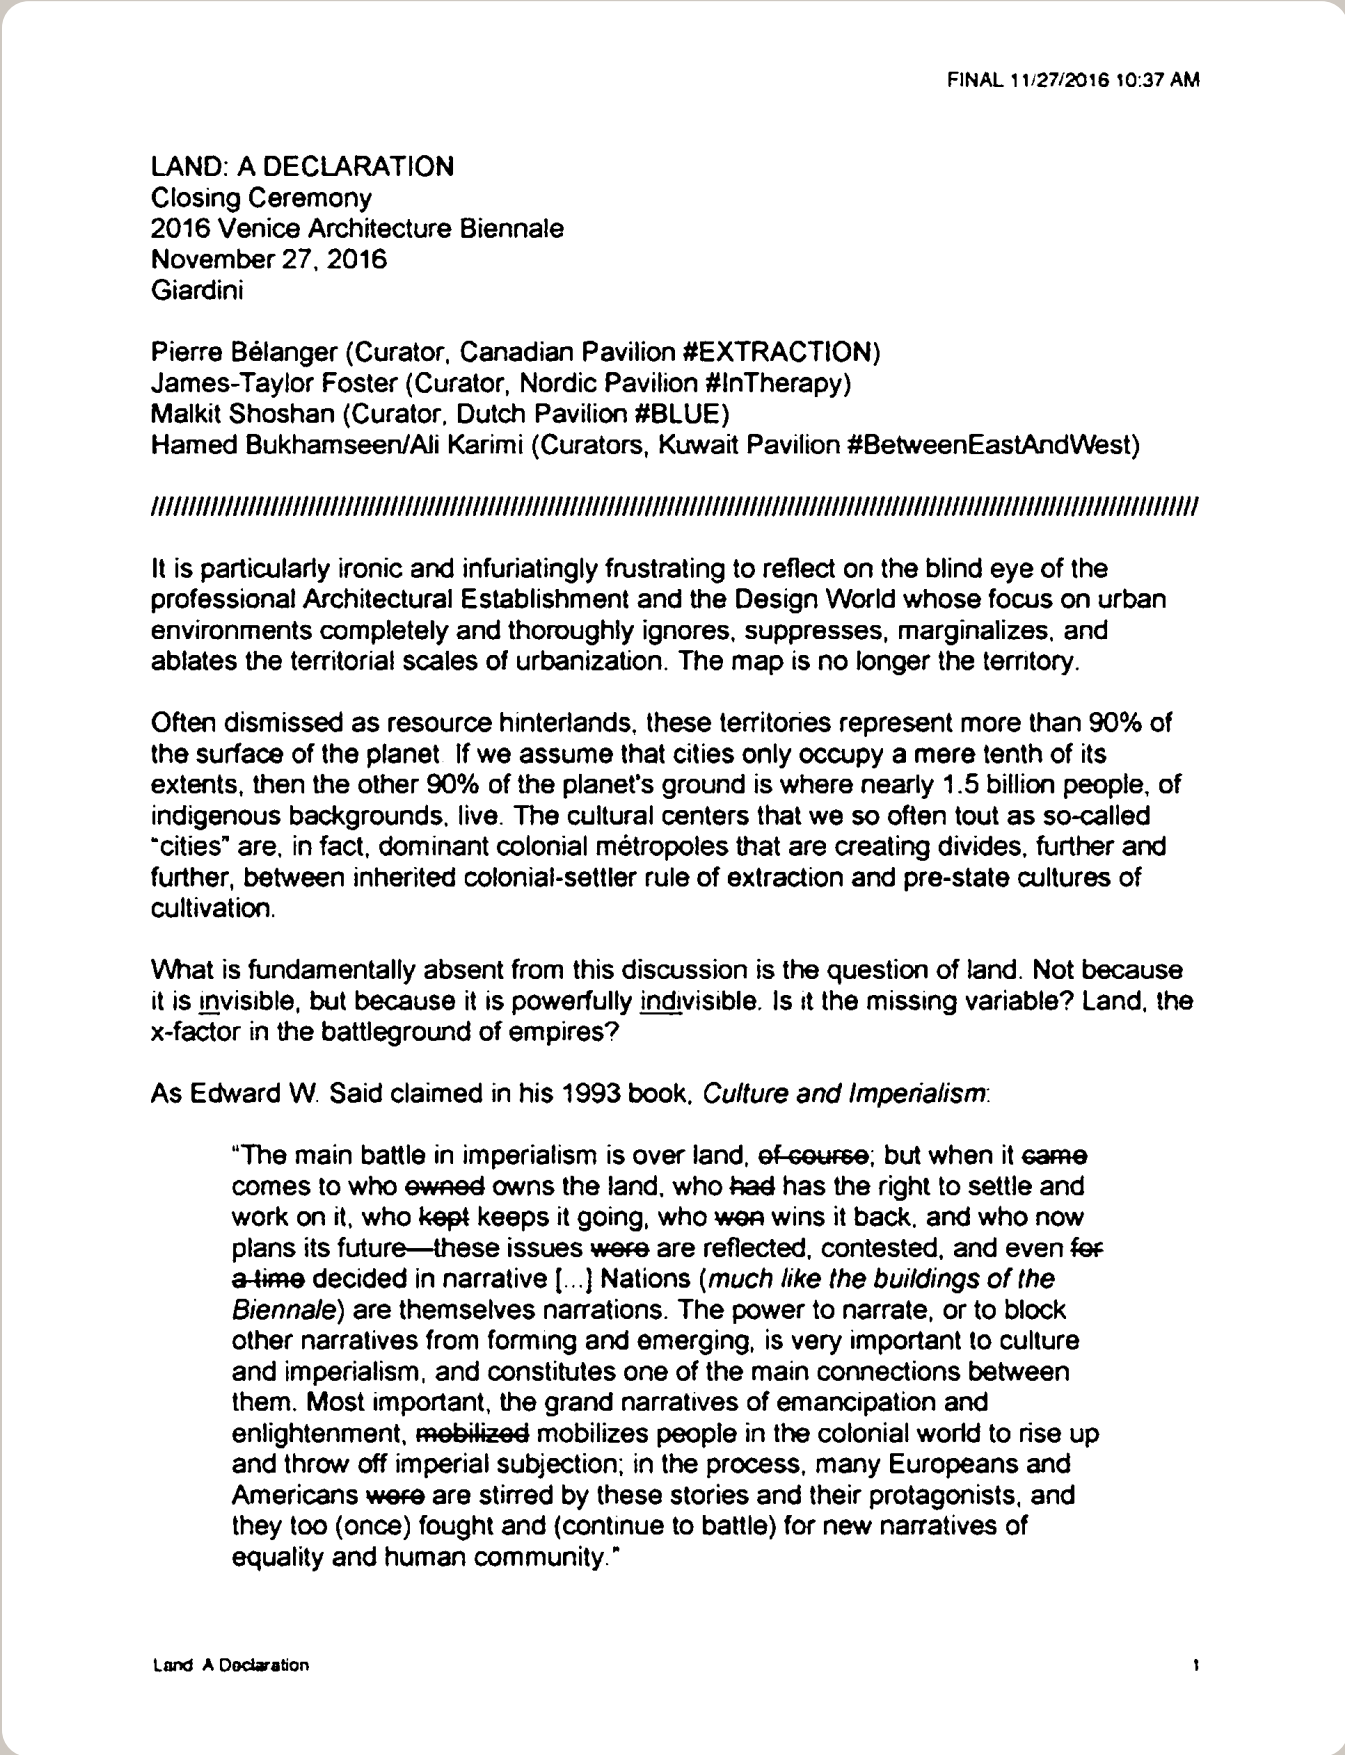 FINAL 11/27/2016 10:37 AM
LAND: A DECLARATION
Closing Ceremony
2016 Venice Architecture Biennale
November 27, 2016
Giardini
Pierre Bélanger (Curator, Canadian Pavilion #EXTRACTION)
James-Taylor Foster (Curator, Nordic Pavilion #InTherapy)
Malkit Shoshan (Curator, Dutch Pavilion #BLUE)
Hamed Bukhamseen/Ali Karimi (Curators, Kuwait Pavilion #BetweenEastAndWest)
////////////////////////////////////////////////////////////////////////////////////////////////////////////////////////////////////////////
It is particularly ironic and infuriatingly frustrating to reflect on the blind eye of the
professional Architectural Establishment and the Design World whose focus on urban
environments completely and thoroughly ignores, suppresses, marginalizes, and
ablates the territorial scales of urbanization. The map is no longer the territory.
Often dismissed as resource hinterlands, these territories represent more than 90% of
the surface of the planet. If we assume that cities only occupy a mere tenth of its
extents, then the other 90% of the planet's ground is where nearly 1.5 billion people, of
indigenous backgrounds, live. The cultural centers that we so often tout as so-called
"cities" are, in fact, dominant colonial métropoles that are creating divides, further and
further, between inherited colonial-settler rule of extraction and pre-state cultures of
cultivation.
What is fundamentally absent from this discussion is the question of land. Not because
it is invisible, but because it is powerfully indivisible. Is it the missing variable? Land, the
x-factor in the battleground of empires?
As Edward W. Said claimed in his 1993 book, Culture and Imperialism:
"The main battle in imperialism is over land, of course; but when it came
comes to who owned owns the land, who had has the right to settle and
work on it, who kept keeps it going, who won wins it back, and who now
plans its future—these issues were are reflected, contested, and even for
a time decided in narrative [...] Nations (much like the buildings of the
Biennale) are themselves narrations. The power to narrate, or to block
other narratives from forming and emerging, is very important to culture
and imperialism, and constitutes one of the main connections between
them. Most important, the grand narratives of emancipation and
enlightenment, mobilized mobilizes people in the colonial world to rise up
and throw off imperial subjection; in the process, many Europeans and
Americans were are stirred by these stories and their protagonists, and
they too (once) fought and (continue to battle) for new narratives of
equality and human community."
Land A Declaration 1